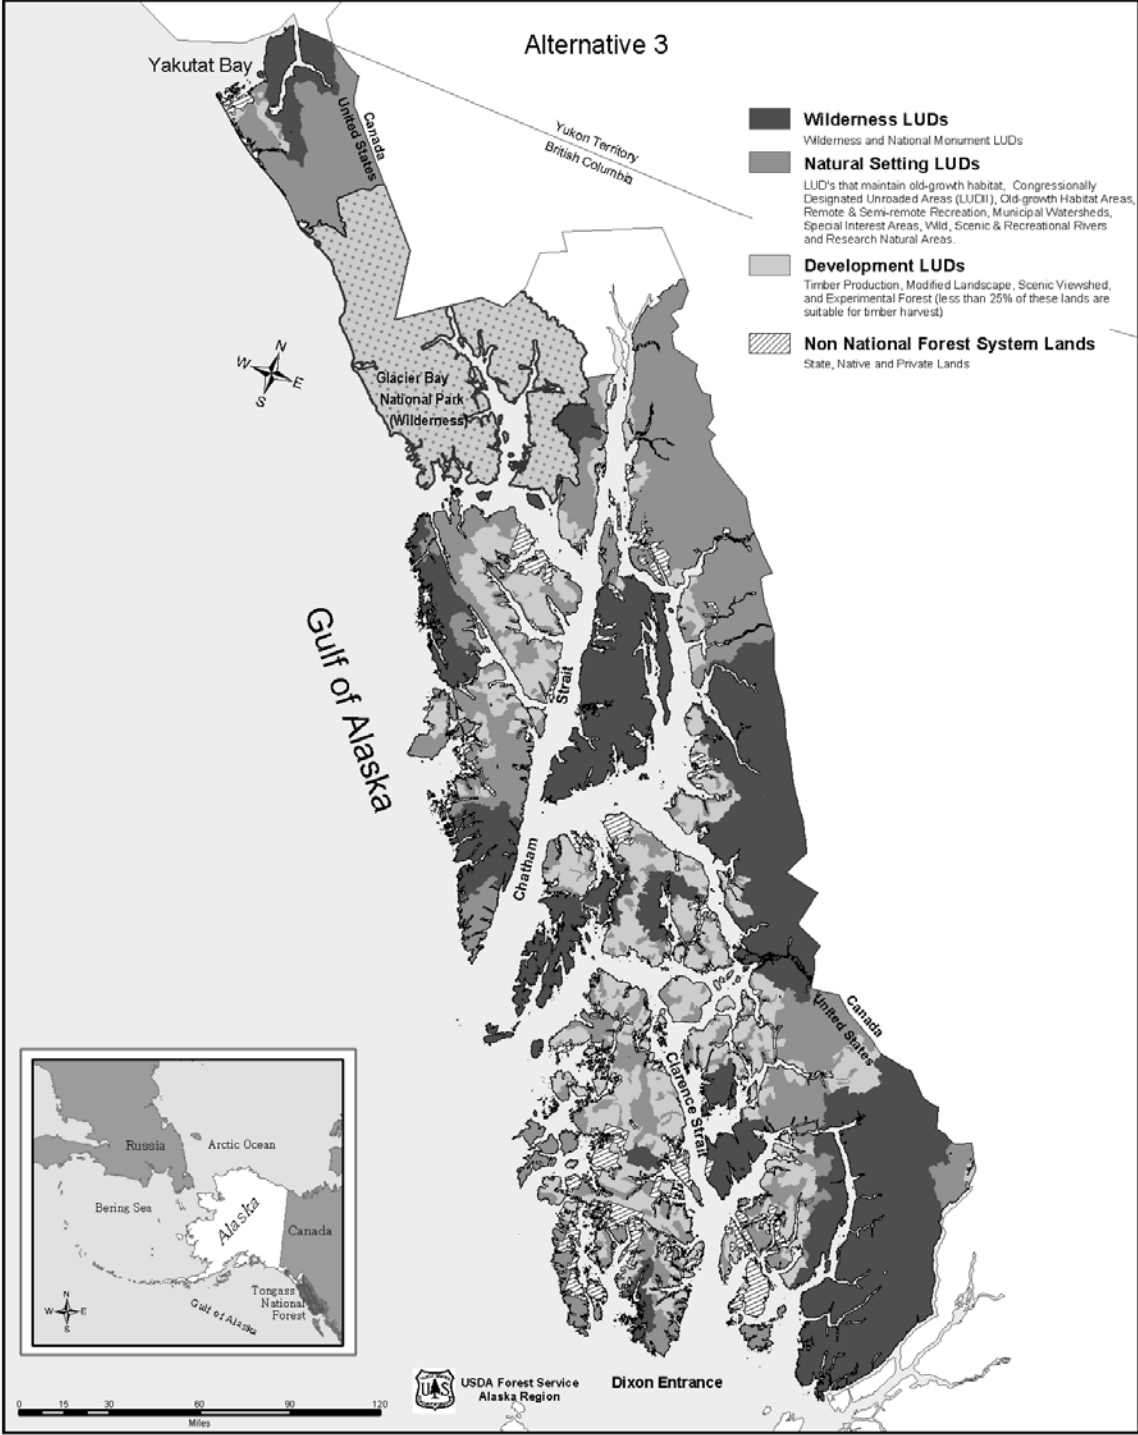 Alternative 3
Yakutat Bay
Canada
United States
Yukon Territory
British Columbia
Wilderness LUDs
Wilderness and National Monument LUDs
Natural Setting LUDs
LUD's that maintain old-growth habitat, Congressionally
Designated Unroaded Areas (LUDII), Old-growth Habitat Areas,
Remote & Semi-remote Recreation, Municipal Watersheds,
Special Interest Areas, Wild, Scenic & Recreational Rivers
and Research Natural Areas.
Development LUDs
Timber Production, Modified Landscape, Scenic Viewshed,
and Experimental Forest (less than 25% of these lands are
suitable for timber harvest)
Non National Forest System Lands
State, Native and Private Lands
N
W
E
S
Glacier Bay
National Park
(Wilderness)
Gulf of Alaska
Strait
Chatham
Canada
United States
Clarence Strait
Russia
Arctic Ocean
Bering Sea
Alaska
Canada
Tongass
National
Forest
Gulf of Alaska
N
W
E
S
USDA Forest Service
Alaska Region
Dixon Entrance
U S
0 15 30 60 90 120
Miles